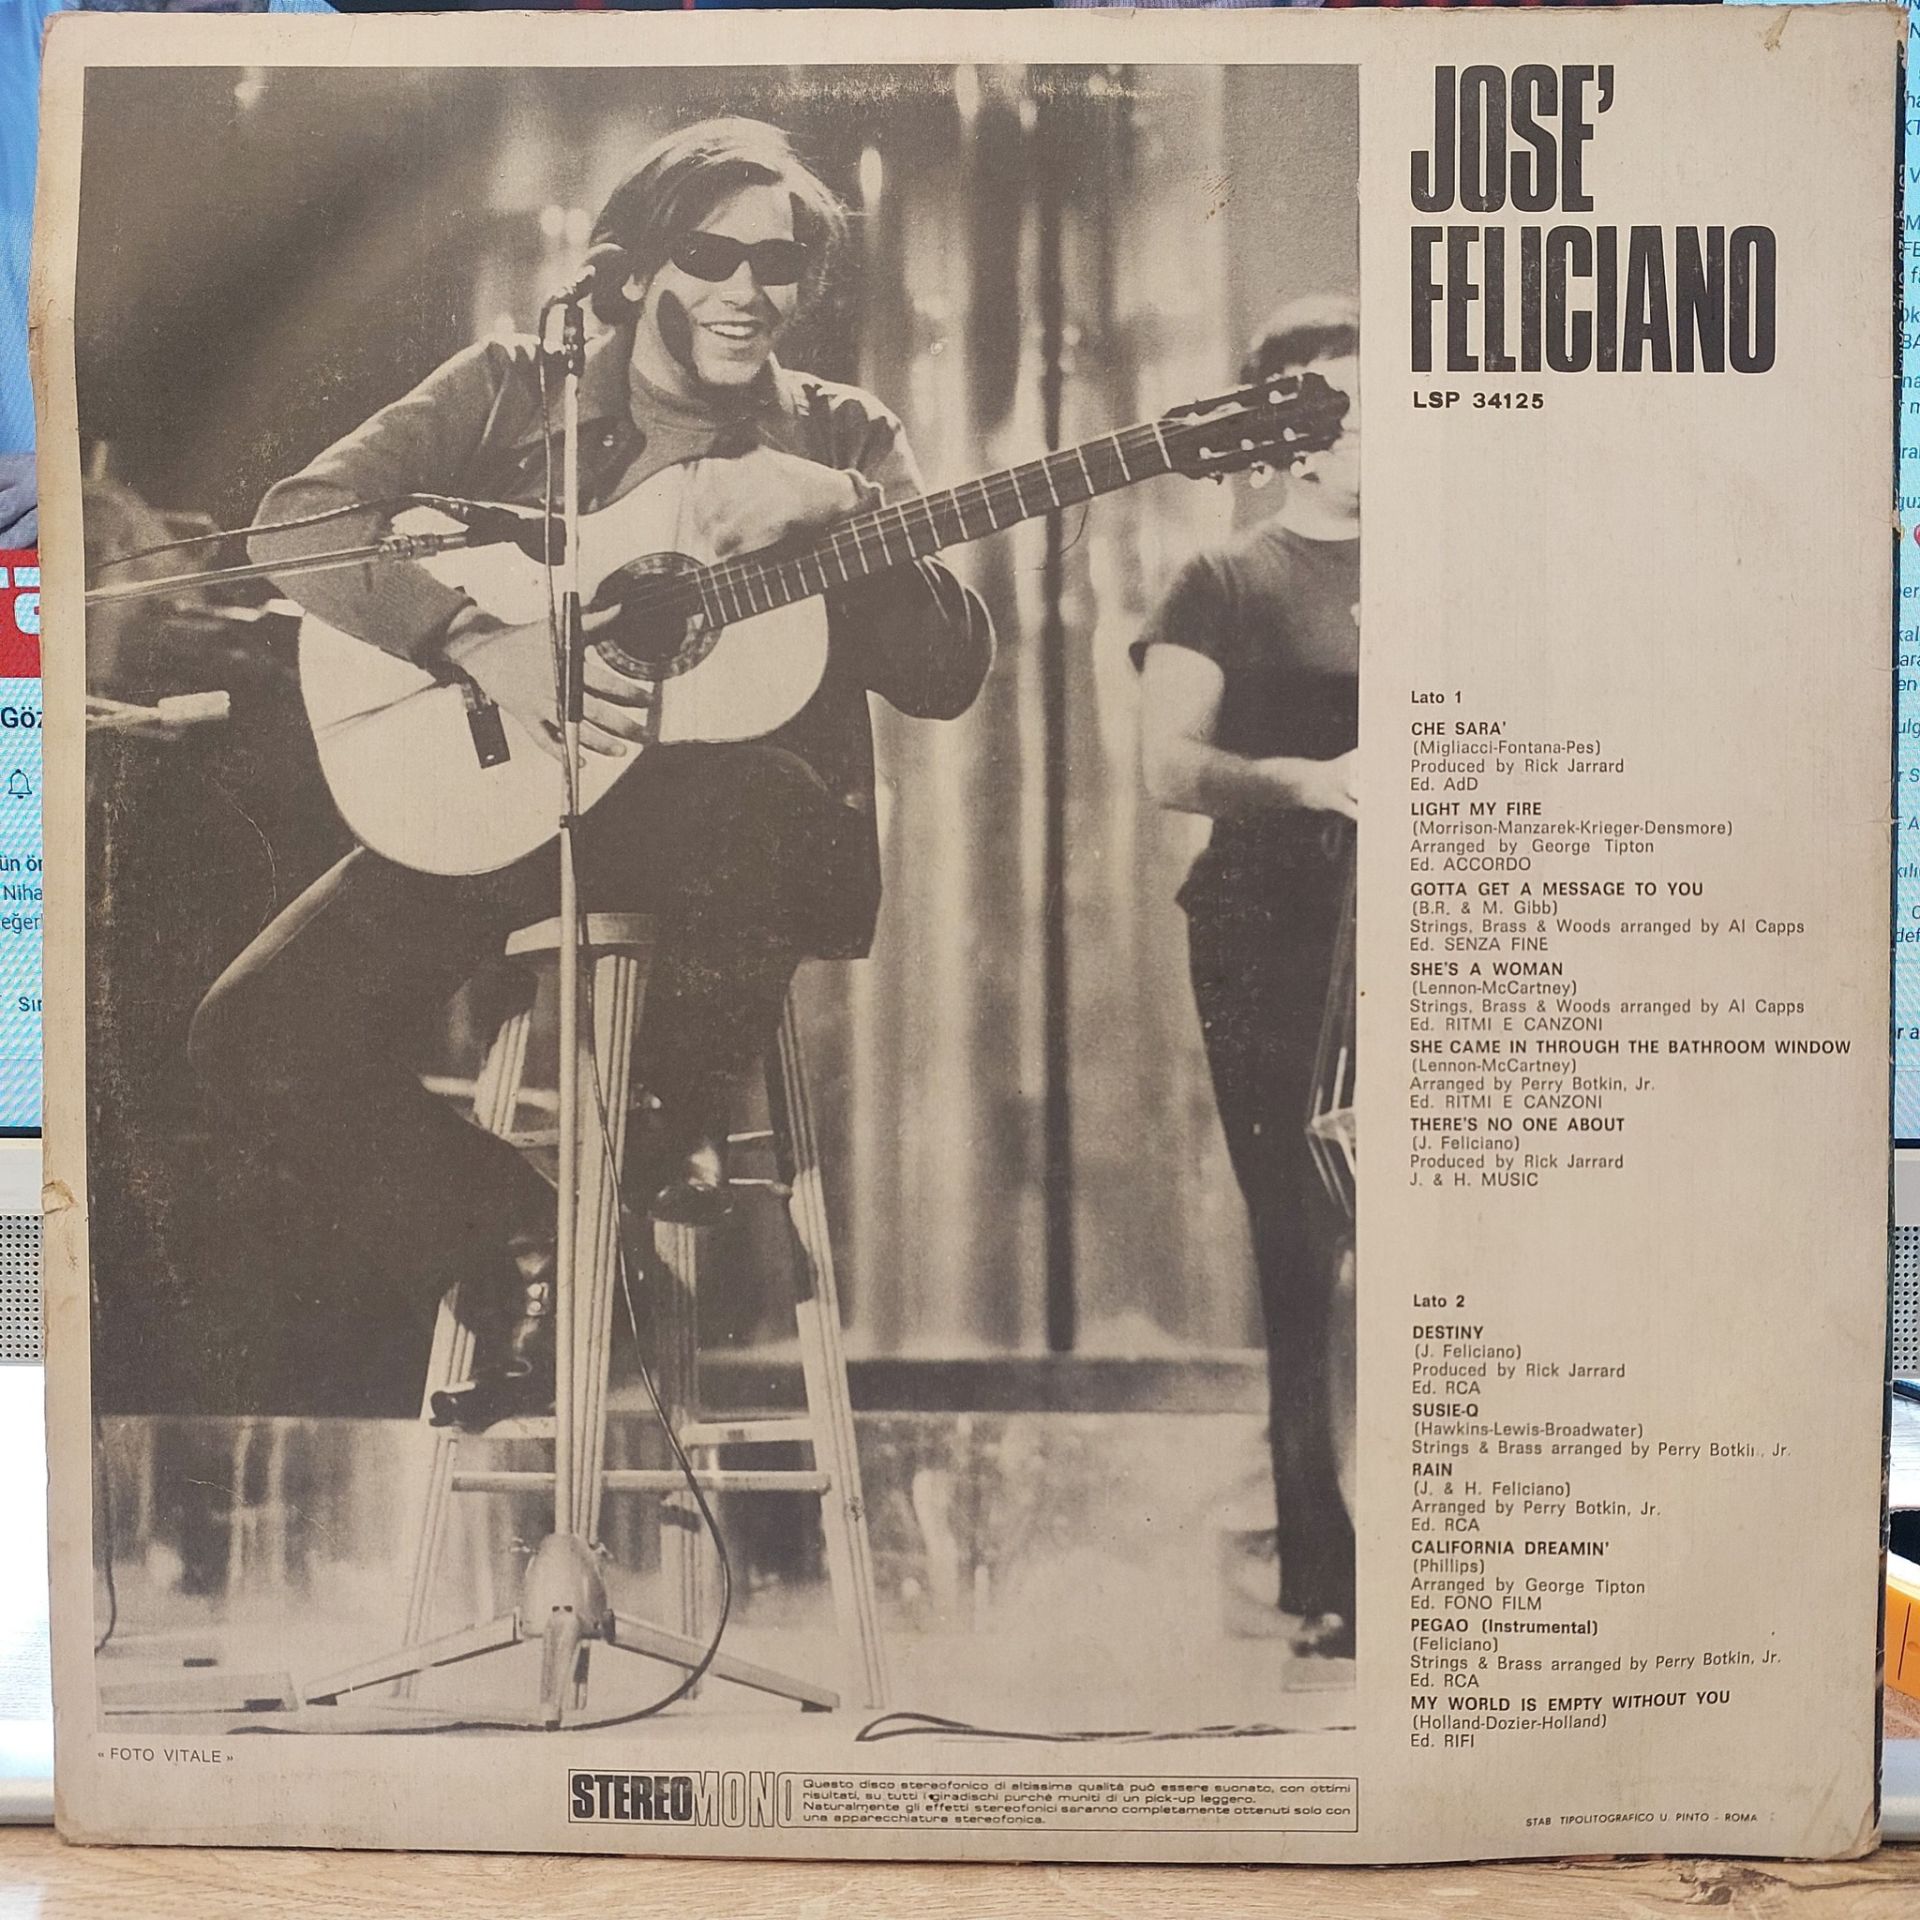 JOSE'
FELICIANO
LSP 34125
Lato 1
CHE SARA'
(Migliacci-Fontana-Pes)
Produced by Rick Jarrard
Ed. AdD
LIGHT MY FIRE
(Morrison-Manzarek-Krieger-Densmore)
Arranged by George Tipton
Ed. ACCORDO
GOTTA GET A MESSAGE TO YOU
(B.R. & M. Gibb)
Strings, Brass & Woods arranged by Al Capps
Ed. SENZA FINE
SHE'S A WOMAN
(Lennon-McCartney)
Strings, Brass & Woods arranged by Al Capps
Ed. RITMI E CANZONI
SHE CAME IN THROUGH THE BATHROOM WINDOW
(Lennon-McCartney)
Arranged by Perry Botkin, Jr.
Ed. RITMI E CANZONI
THERE'S NO ONE ABOUT
(J. Feliciano)
Produced by Rick Jarrard
J. & H. MUSIC
Lato 2
DESTINY
(J. Feliciano)
Produced by Rick Jarrard
Ed. RCA
SUSIE-Q
(Hawkins-Lewis-Broadwater)
Strings & Brass arranged by Perry Botkin, Jr.
RAIN
(J. & H. Feliciano)
Arranged by Perry Botkin, Jr.
Ed. RCA
CALIFORNIA DREAMIN'
(Phillips)
Arranged by George Tipton
Ed. FONO FILM
PEGAO (Instrumental)
(Feliciano)
Strings & Brass arranged by Perry Botkin, Jr.
Ed. RCA
MY WORLD IS EMPTY WITHOUT YOU
(Holland-Dozier-Holland)
Ed. RIFI
« FOTO VITALE »
STEREO MONO
Questo disco stereofonico di altissima qualità può essere suonato, con ottimi
risultati, su tutti i giradischi purché muniti di un pick-up leggero.
Naturalmente gli effetti stereofonici saranno completamente ottenuti solo con
una apparecchiatura stereofonica.
STAB TIPOLITOGRAFICO U. PINTO - ROMA